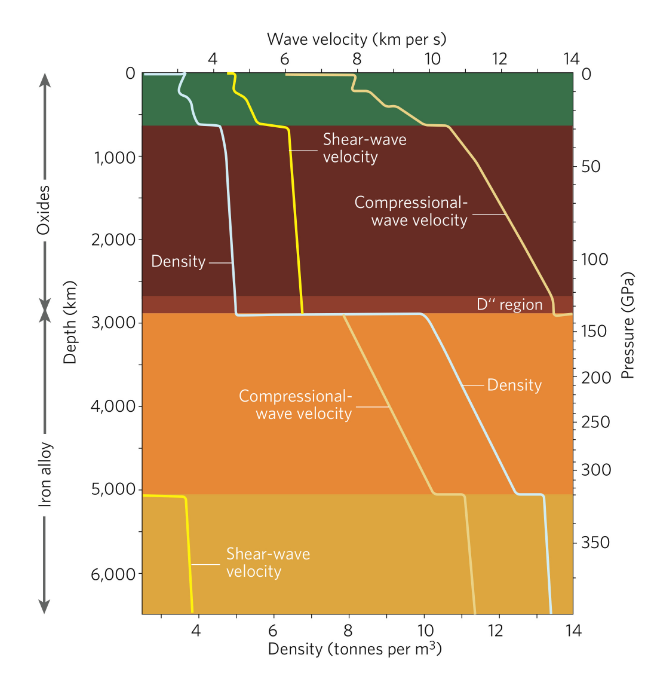 Wave velocity (km per s)
4 6 8 10 12 14
0 0
Shear-wave
velocity
1,000 50
Compressional-
wave velocity
Oxides
2,000
Density 100
D“ region
Depth (km)
Pressure (GPa)
3,000 150
200
Density
Compressional-
wave velocity
4,000
250
Iron alloy
300
5,000
350
Shear-wave
velocity
6,000
4 6 8 10 12 14
Density (tonnes per m³)